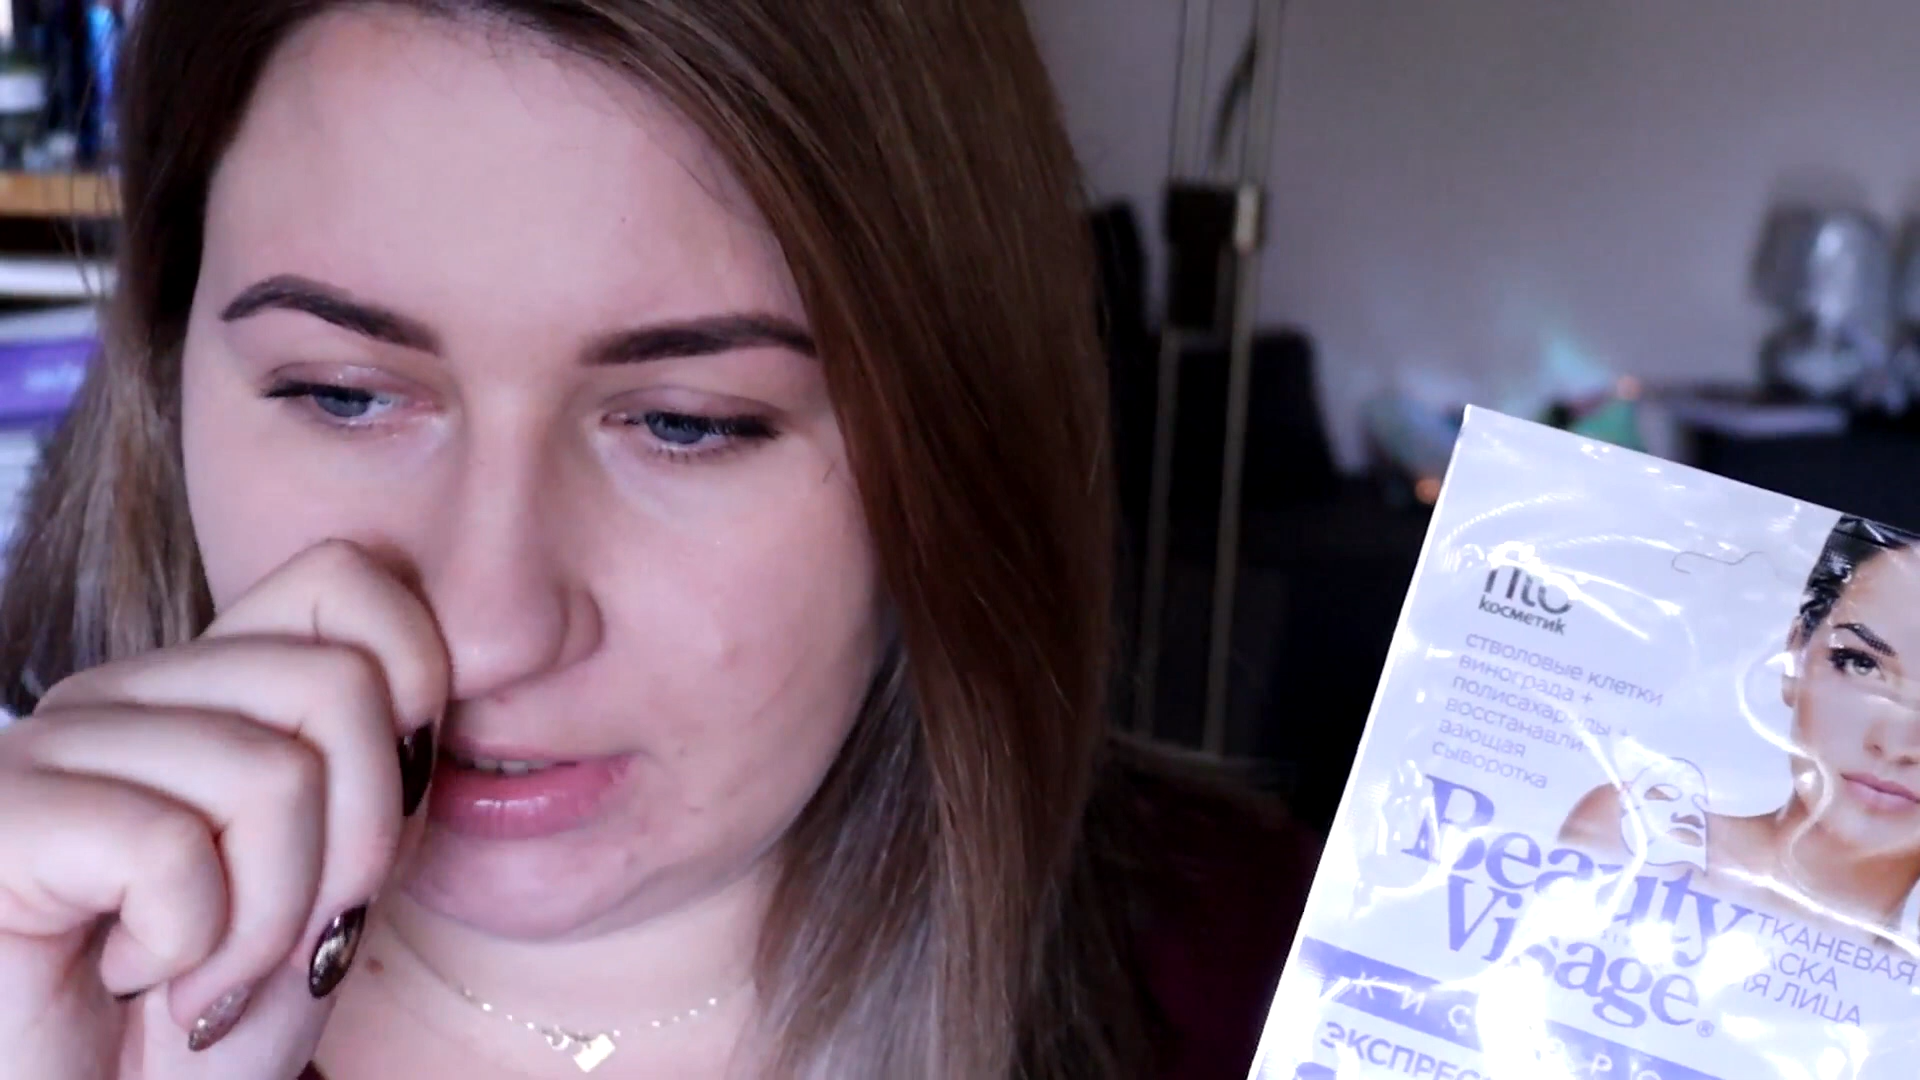 fito
косметик
стволовые клетки
винограда +
полисахариды +
восстанавли-
вающая
сыворотка
Beauty
Visage®
ТКАНЕВАЯ
МАСКА
ДЛЯ ЛИЦА